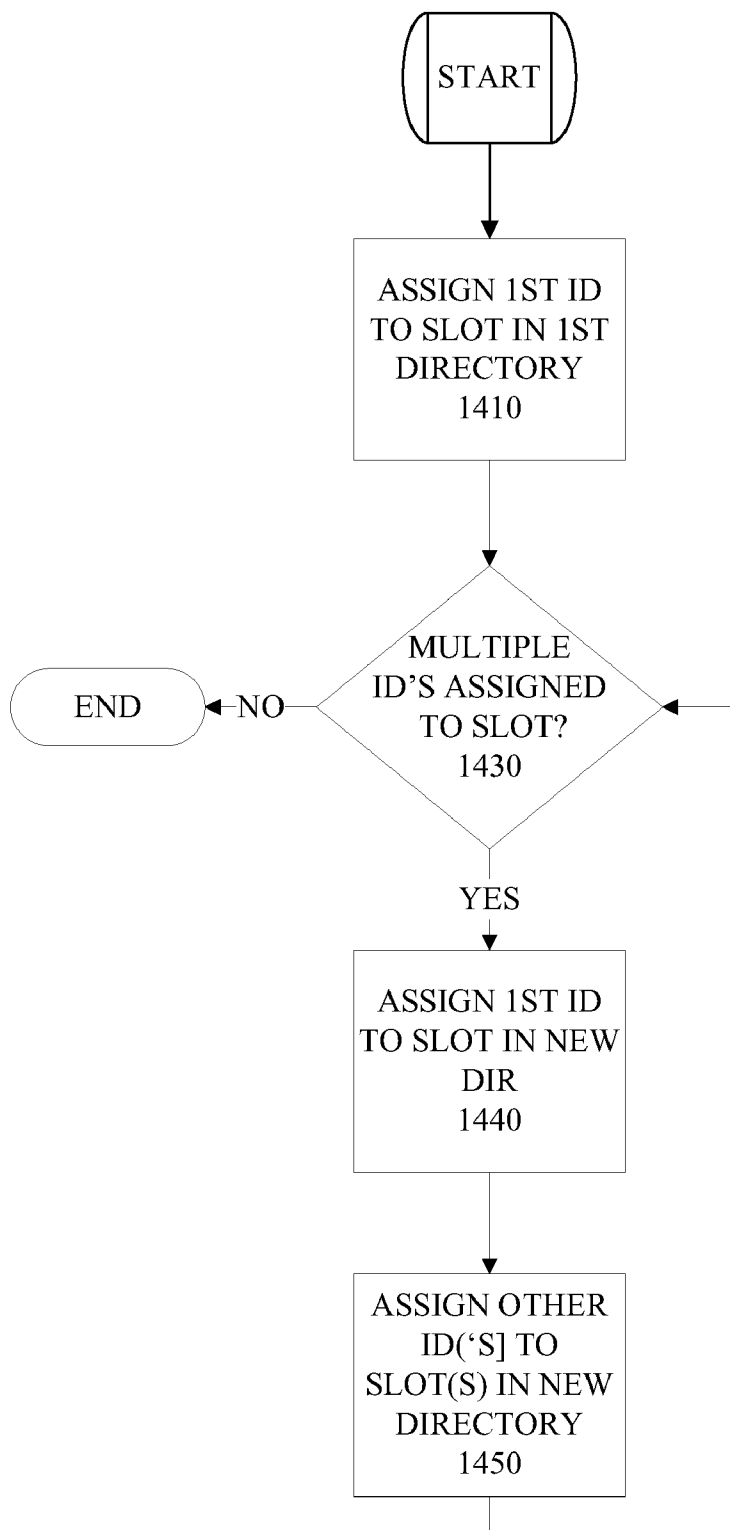 START
ASSIGN 1ST ID
TO SLOT IN 1ST
DIRECTORY
1410
MULTIPLE
ID’S ASSIGNED
TO SLOT?
1430
END
NO
YES
ASSIGN 1ST ID
TO SLOT IN NEW
DIR
1440
ASSIGN OTHER
ID(‘S] TO
SLOT(S) IN NEW
DIRECTORY
1450